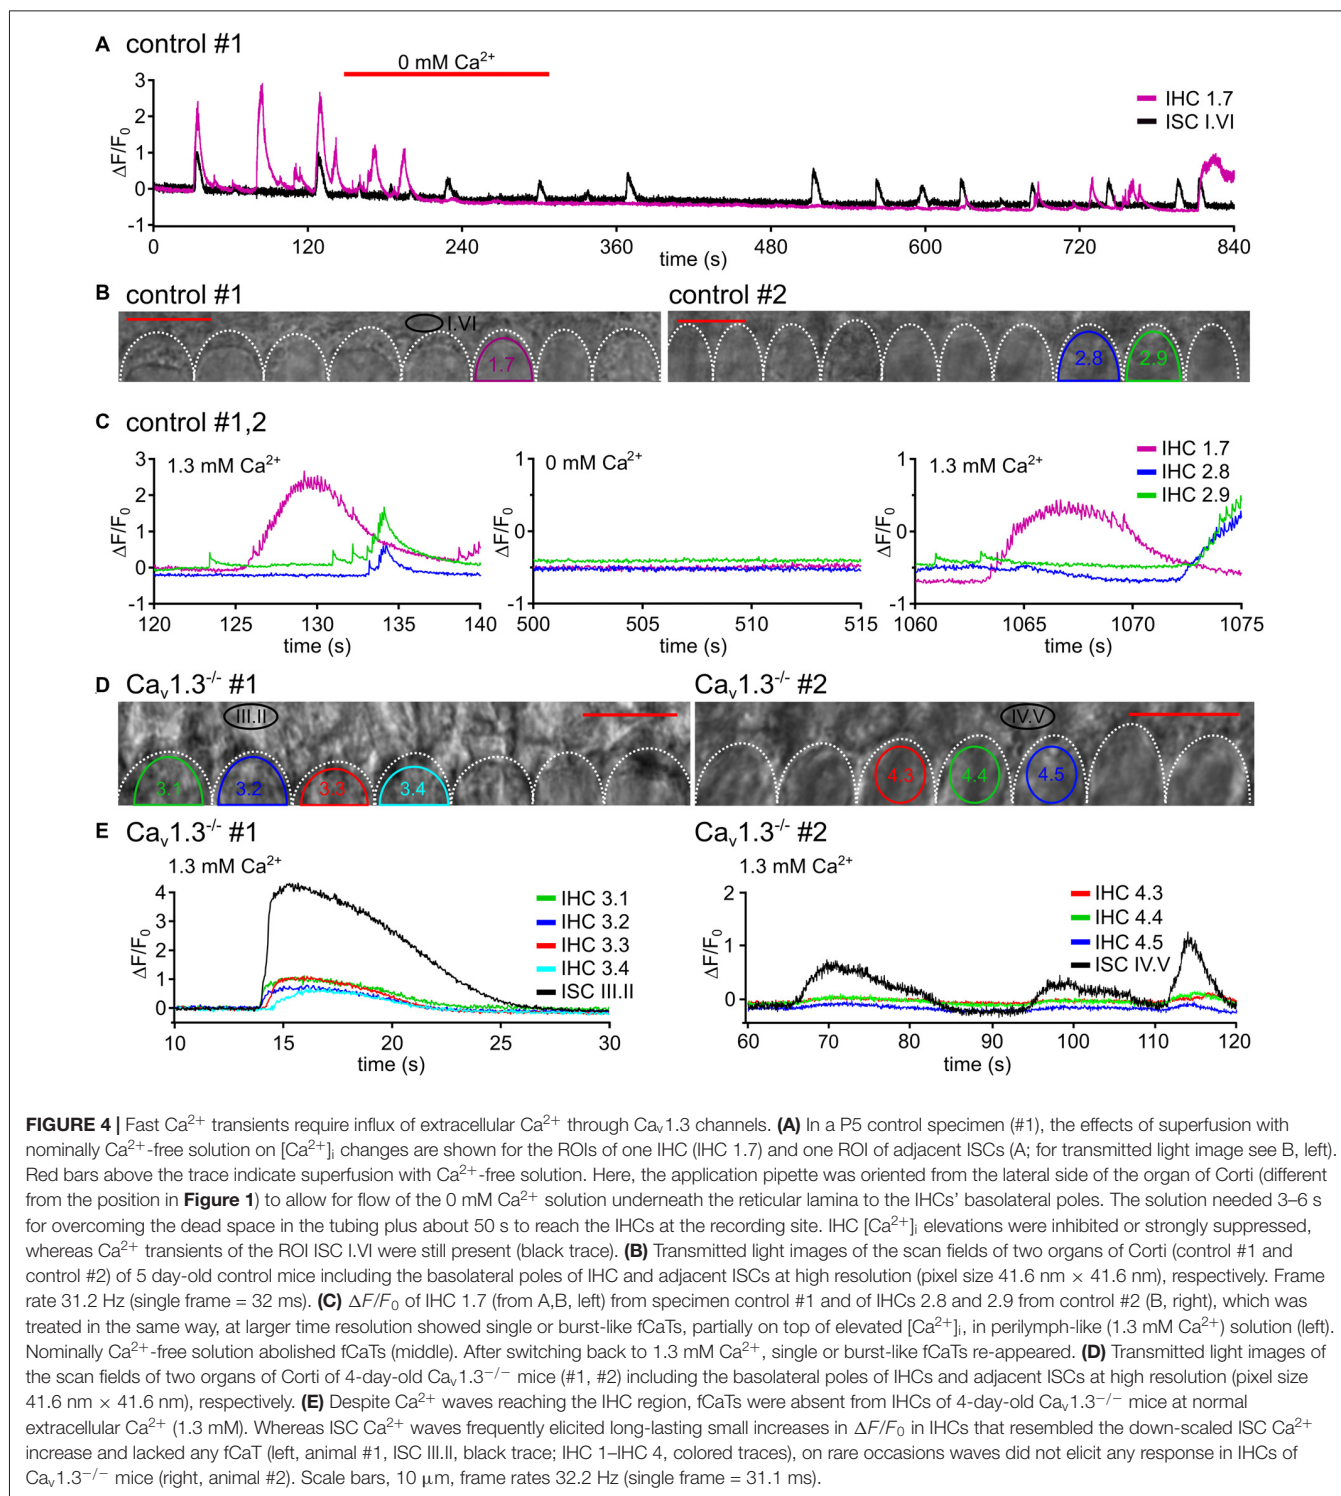 A control #1
0 mM Ca²⁺
3
2
1
0
-1
ΔF/F₀
IHC 1.7
ISC I.VI
0 120 240 360 480 600 720 840
time (s)
B control #1 control #2
I.VI
1.7 2.8 2.9
C control #1,2
1.3 mM Ca²⁺
3
2
1
0
-1
ΔF/F₀
120 125 130 135 140
time (s)
0 mM Ca²⁺
1
0
-1
ΔF/F₀
500 505 510 515
time (s)
1.3 mM Ca²⁺
1
0
-1
ΔF/F₀
IHC 1.7
IHC 2.8
IHC 2.9
1060 1065 1070 1075
time (s)
D Caᵥ1.3⁻/⁻ #1 Caᵥ1.3⁻/⁻ #2
III.II IV.V
3.1 3.2 3.3 3.4 4.3 4.4 4.5
E Caᵥ1.3⁻/⁻ #1 Caᵥ1.3⁻/⁻ #2
1.3 mM Ca²⁺
4
3
2
1
0
ΔF/F₀
IHC 3.1
IHC 3.2
IHC 3.3
IHC 3.4
ISC III.II
10 15 20 25 30
time (s)
1.3 mM Ca²⁺
2
1
0
ΔF/F₀
IHC 4.3
IHC 4.4
IHC 4.5
ISC IV.V
60 70 80 90 100 110 120
time (s)
FIGURE 4 | Fast Ca²⁺ transients require influx of extracellular Ca²⁺ through Caᵥ1.3 channels. (A) In a P5 control specimen (#1), the effects of superfusion with
nominally Ca²⁺-free solution on [Ca²⁺]ᵢ changes are shown for the ROIs of one IHC (IHC 1.7) and one ROI of adjacent ISCs (A; for transmitted light image see B, left).
Red bars above the trace indicate superfusion with Ca²⁺-free solution. Here, the application pipette was oriented from the lateral side of the organ of Corti (different
from the position in Figure 1) to allow for flow of the 0 mM Ca²⁺ solution underneath the reticular lamina to the IHCs' basolateral poles. The solution needed 3–6 s
for overcoming the dead space in the tubing plus about 50 s to reach the IHCs at the recording site. IHC [Ca²⁺]ᵢ elevations were inhibited or strongly suppressed,
whereas Ca²⁺ transients of the ROI ISC I.VI were still present (black trace). (B) Transmitted light images of the scan fields of two organs of Corti (control #1 and
control #2) of 5 day-old control mice including the basolateral poles of IHC and adjacent ISCs at high resolution (pixel size 41.6 nm × 41.6 nm), respectively. Frame
rate 31.2 Hz (single frame = 32 ms). (C) ΔF/F₀ of IHC 1.7 (from A,B, left) from specimen control #1 and of IHCs 2.8 and 2.9 from control #2 (B, right), which was
treated in the same way, at larger time resolution showed single or burst-like fCaTs, partially on top of elevated [Ca²⁺]ᵢ, in perilymph-like (1.3 mM Ca²⁺) solution (left).
Nominally Ca²⁺-free solution abolished fCaTs (middle). After switching back to 1.3 mM Ca²⁺, single or burst-like fCaTs re-appeared. (D) Transmitted light images of
the scan fields of two organs of Corti of 4-day-old Caᵥ1.3⁻/⁻ mice (#1, #2) including the basolateral poles of IHCs and adjacent ISCs at high resolution (pixel size
41.6 nm × 41.6 nm), respectively. (E) Despite Ca²⁺ waves reaching the IHC region, fCaTs were absent from IHCs of 4-day-old Caᵥ1.3⁻/⁻ mice at normal
extracellular Ca²⁺ (1.3 mM). Whereas ISC Ca²⁺ waves frequently elicited long-lasting small increases in ΔF/F₀ in IHCs that resembled the down-scaled ISC Ca²⁺
increase and lacked any fCaT (left, animal #1, ISC III.II, black trace; IHC 1–IHC 4, colored traces), on rare occasions waves did not elicit any response in IHCs of
Caᵥ1.3⁻/⁻ mice (right, animal #2). Scale bars, 10 μm, frame rates 32.2 Hz (single frame = 31.1 ms).